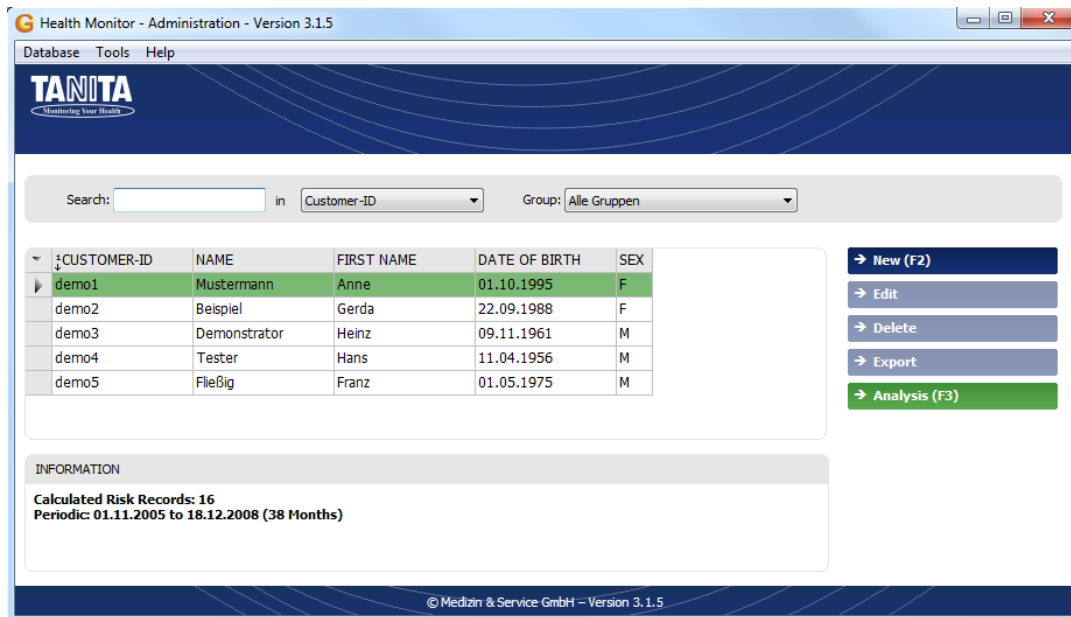 Health Monitor - Administration - Version 3.1.5
Database Tools Help
TANITA
Monitoring Your Health
Search: in Customer-ID Group: Alle Gruppen
CUSTOMER-ID NAME FIRST NAME DATE OF BIRTH SEX
demo1 Mustermann Anne 01.10.1995 F
demo2 Beispiel Gerda 22.09.1988 F
demo3 Demonstrator Heinz 09.11.1961 M
demo4 Tester Hans 11.04.1956 M
demo5 Fließig Franz 01.05.1975 M
→ New (F2)
→ Edit
→ Delete
→ Export
→ Analysis (F3)
INFORMATION
Calculated Risk Records: 16
Periodic: 01.11.2005 to 18.12.2008 (38 Months)
© Medizin & Service GmbH – Version 3.1.5